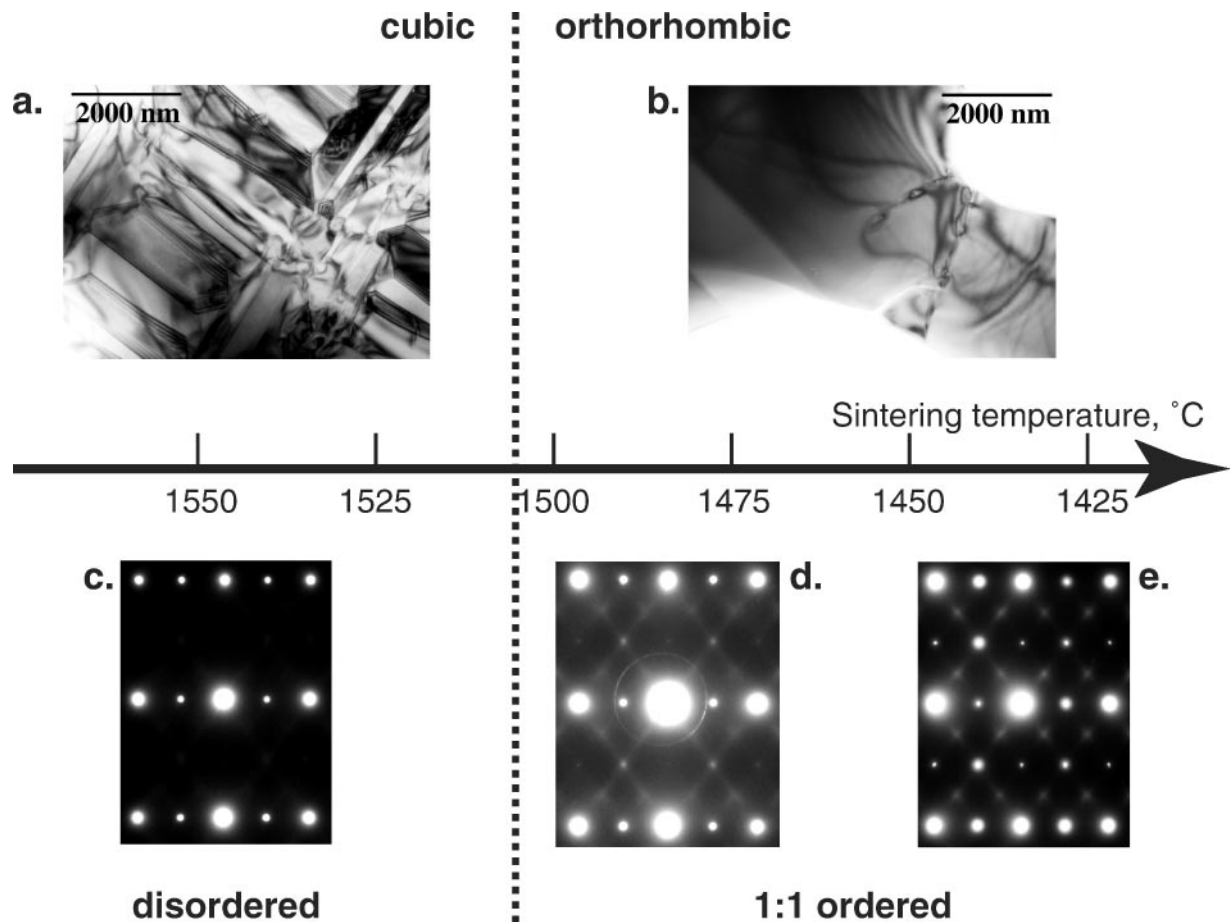 cubic
orthorhombic
a.
2000 nm
b.
2000 nm
Sintering temperature, ˚C
1550
1525
1500
1475
1450
1425
c.
d.
e.
disordered
1:1 ordered